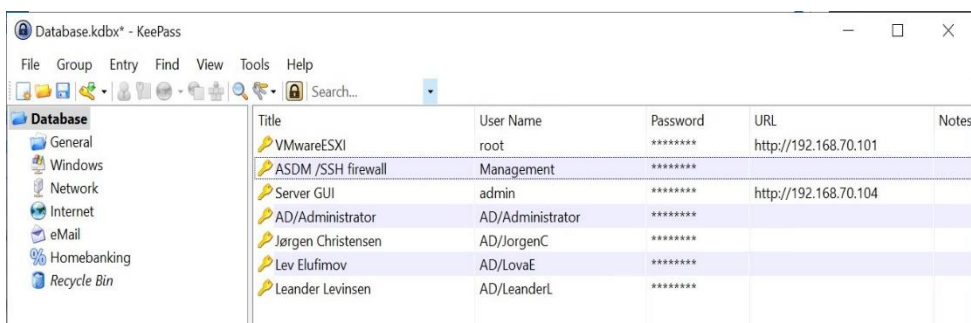 Database.kdbx* - KeePass
File Group Entry Find View Tools Help
Search...
Database
General
Windows
Network
Internet
eMail
Homebanking
Recycle Bin
Title User Name Password URL Notes
VMwareESXI root ******** http://192.168.70.101
ASDM /SSH firewall Management ********
Server GUI admin ******** http://192.168.70.104
AD/Administrator AD/Administrator ********
Jørgen Christensen AD/JorgenC ********
Lev Elufimov AD/LovaE ********
Leander Levinsen AD/LeanderL ********